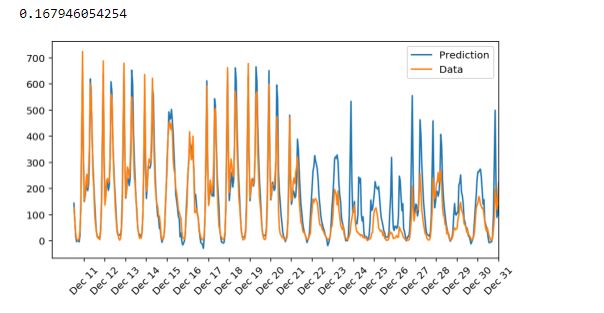 0.167946054254
Prediction
Data
700
600
500
400
300
200
100
0
Dec 11
Dec 12
Dec 13
Dec 14
Dec 15
Dec 16
Dec 17
Dec 18
Dec 19
Dec 20
Dec 21
Dec 22
Dec 23
Dec 24
Dec 25
Dec 26
Dec 27
Dec 28
Dec 29
Dec 30
Dec 31